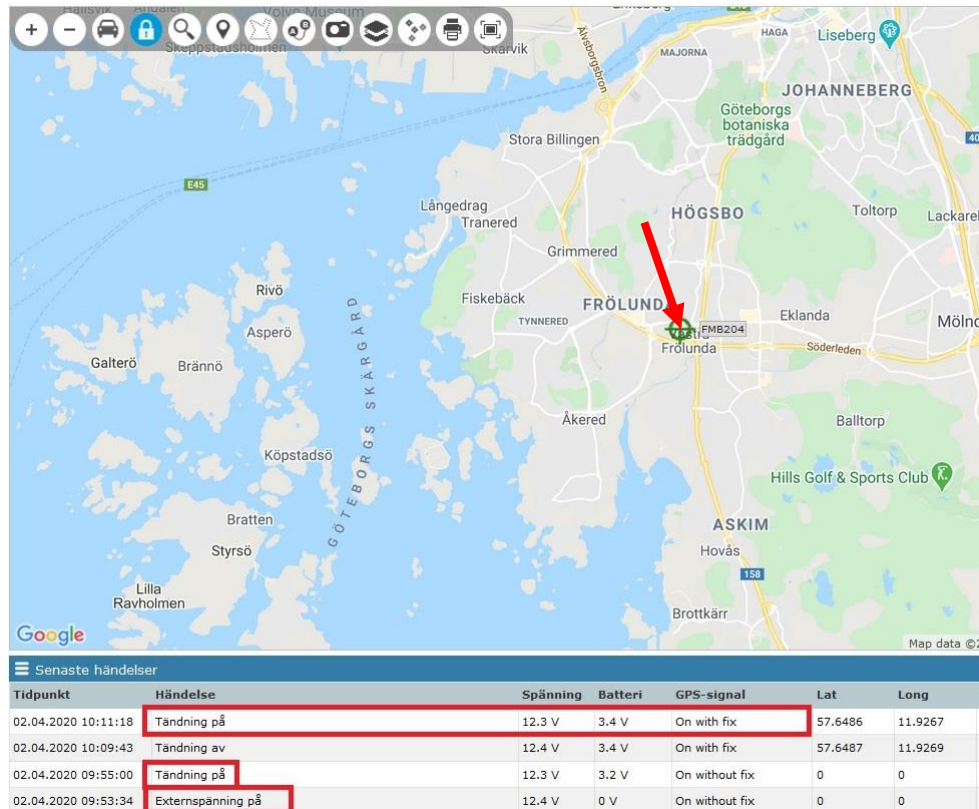 Volvo Museum
Skarvik
HAGA
Liseberg
MAJORNA
Älvsborgsbron
JOHANNEBERG
Göteborgs
botaniska
trädgård
40
Stora Billingen
E45
Långedrag
Tranered
HÖGSBO
Toltorp
Grimmered
Rivö
Fiskebäck
FRÖLUNDA
TYNNERED
Eklanda
FMB204
Västra
Frölunda
Söderleden
Asperö
Galterö
Brännö
GÖTEBORGS SKÄRGÅRD
Åkered
Balltorp
Köpstadsö
Hills Golf & Sports Club
Bratten
ASKIM
Styrsö
Hovås
158
Lilla
Ravholmen
Brottkärr
Google
Map data ©2
Senaste händelser
Tidpunkt Händelse Spänning Batteri GPS-signal Lat Long
02.04.2020 10:11:18 Tändning på 12.3 V 3.4 V On with fix 57.6486 11.9267
02.04.2020 10:09:43 Tändning av 12.4 V 3.4 V On with fix 57.6487 11.9269
02.04.2020 09:55:00 Tändning på 12.3 V 3.2 V On without fix 0 0
02.04.2020 09:53:34 Externspänning på 12.4 V 0 V On without fix 0 0